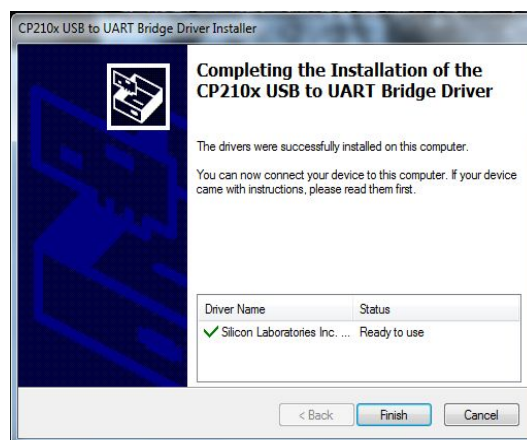 CP210x USB to UART Bridge Driver Installer
Completing the Installation of the
CP210x USB to UART Bridge Driver
The drivers were successfully installed on this computer.
You can now connect your device to this computer. If your device
came with instructions, please read them first.
Driver Name Status
Silicon Laboratories Inc. ... Ready to use
< Back Finish Cancel